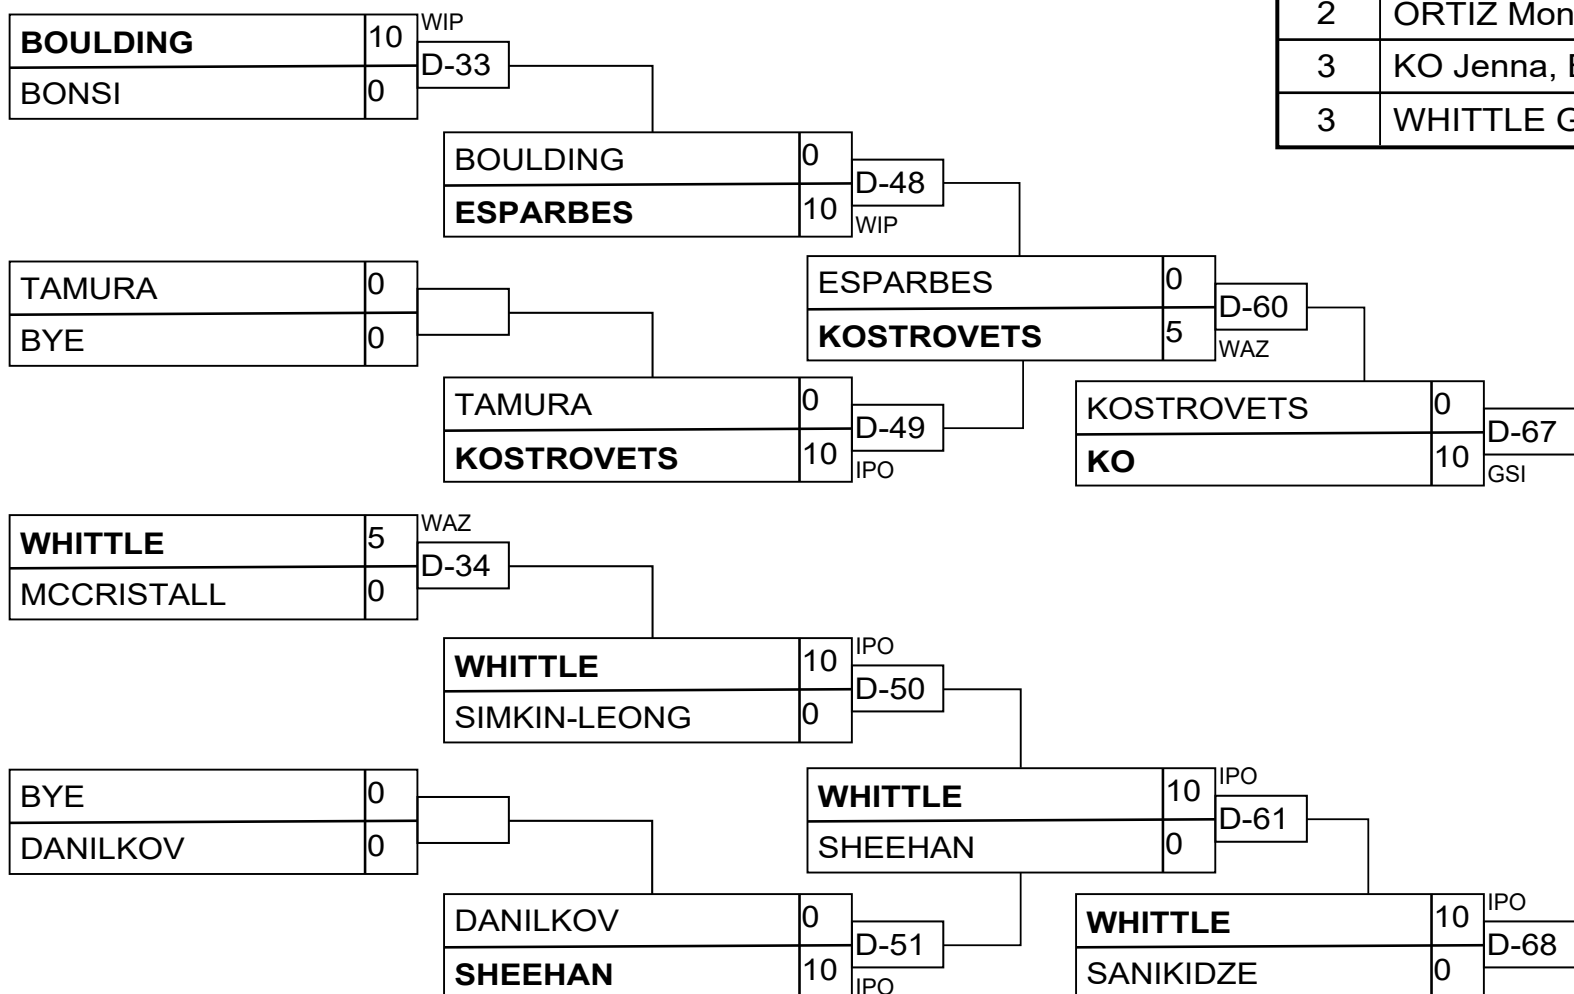 BOULDING 10 WIP
D-33
BONSI 0
2 ORTIZ Mon
3 KO Jenna,
3 WHITTLE G
BOULDING 0
D-48
ESPARBES 10 WIP
TAMURA 0
BYE 0
ESPARBES 0
D-60
KOSTROVETS 5 WAZ
TAMURA 0
D-49
KOSTROVETS 10 IPO
KOSTROVETS 0
D-67
KO 10 GSI
WHITTLE 5 WAZ
D-34
MCCRISTALL 0
WHITTLE 10 IPO
D-50
SIMKIN-LEONG 0
BYE 0
DANILKOV 0
WHITTLE 10 IPO
D-61
SHEEHAN 0
DANILKOV 0
D-51
SHEEHAN 10 IPO
WHITTLE 10 IPO
D-68
SANIKIDZE 0